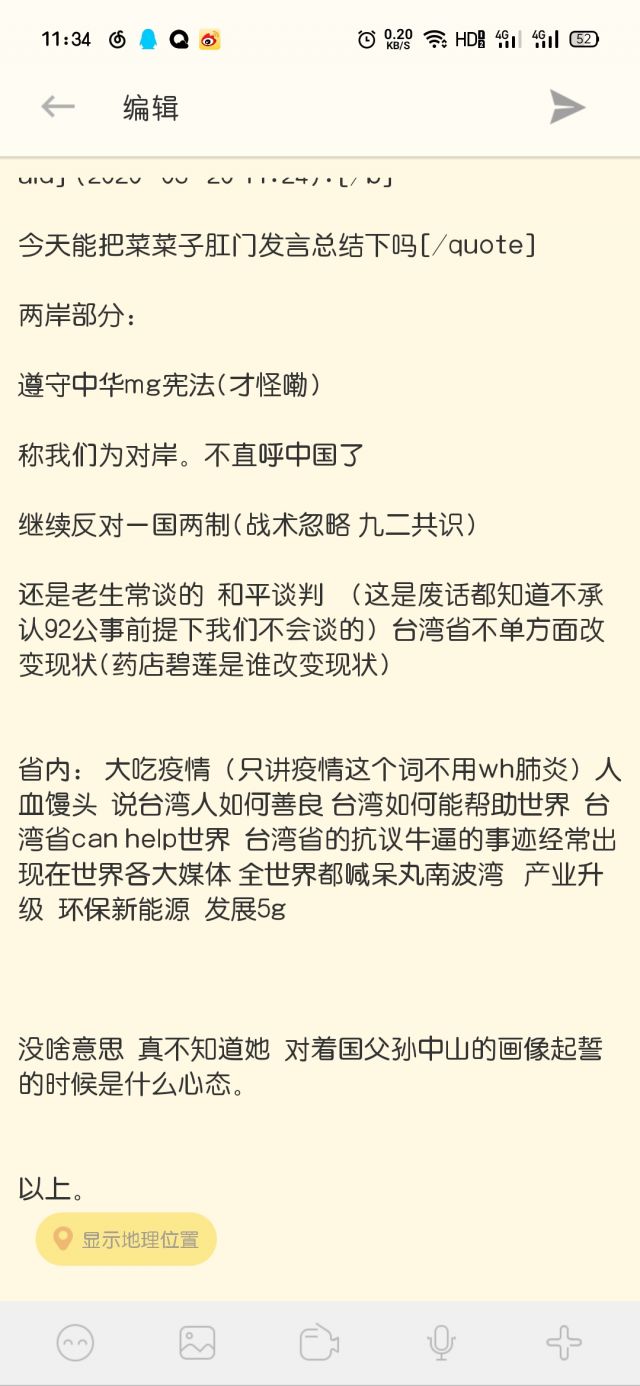 11:34
0.20
KB/S
HD
4G
4G
52
编辑
今天能把菜菜子肛门发言总结下吗[/quote]
两岸部分：
遵守中华mg宪法(才怪嘞)
称我们为对岸。不直呼中国了
继续反对一国两制(战术忽略 九二共识)
还是老生常谈的 和平谈判 （这是废话都知道不承
认92公事前提下我们不会谈的）台湾省不单方面改
变现状(药店碧莲是谁改变现状)
省内： 大吃疫情（只讲疫情这个词不用wh肺炎）人
血馒头 说台湾人如何善良 台湾如何能帮助世界 台
湾省can help世界 台湾省的抗议牛逼的事迹经常出
现在世界各大媒体 全世界都喊呆丸南波湾 产业升
级 环保新能源 发展5g
没啥意思 真不知道她 对着国父孙中山的画像起誓
的时候是什么心态。
以上。
显示地理位置